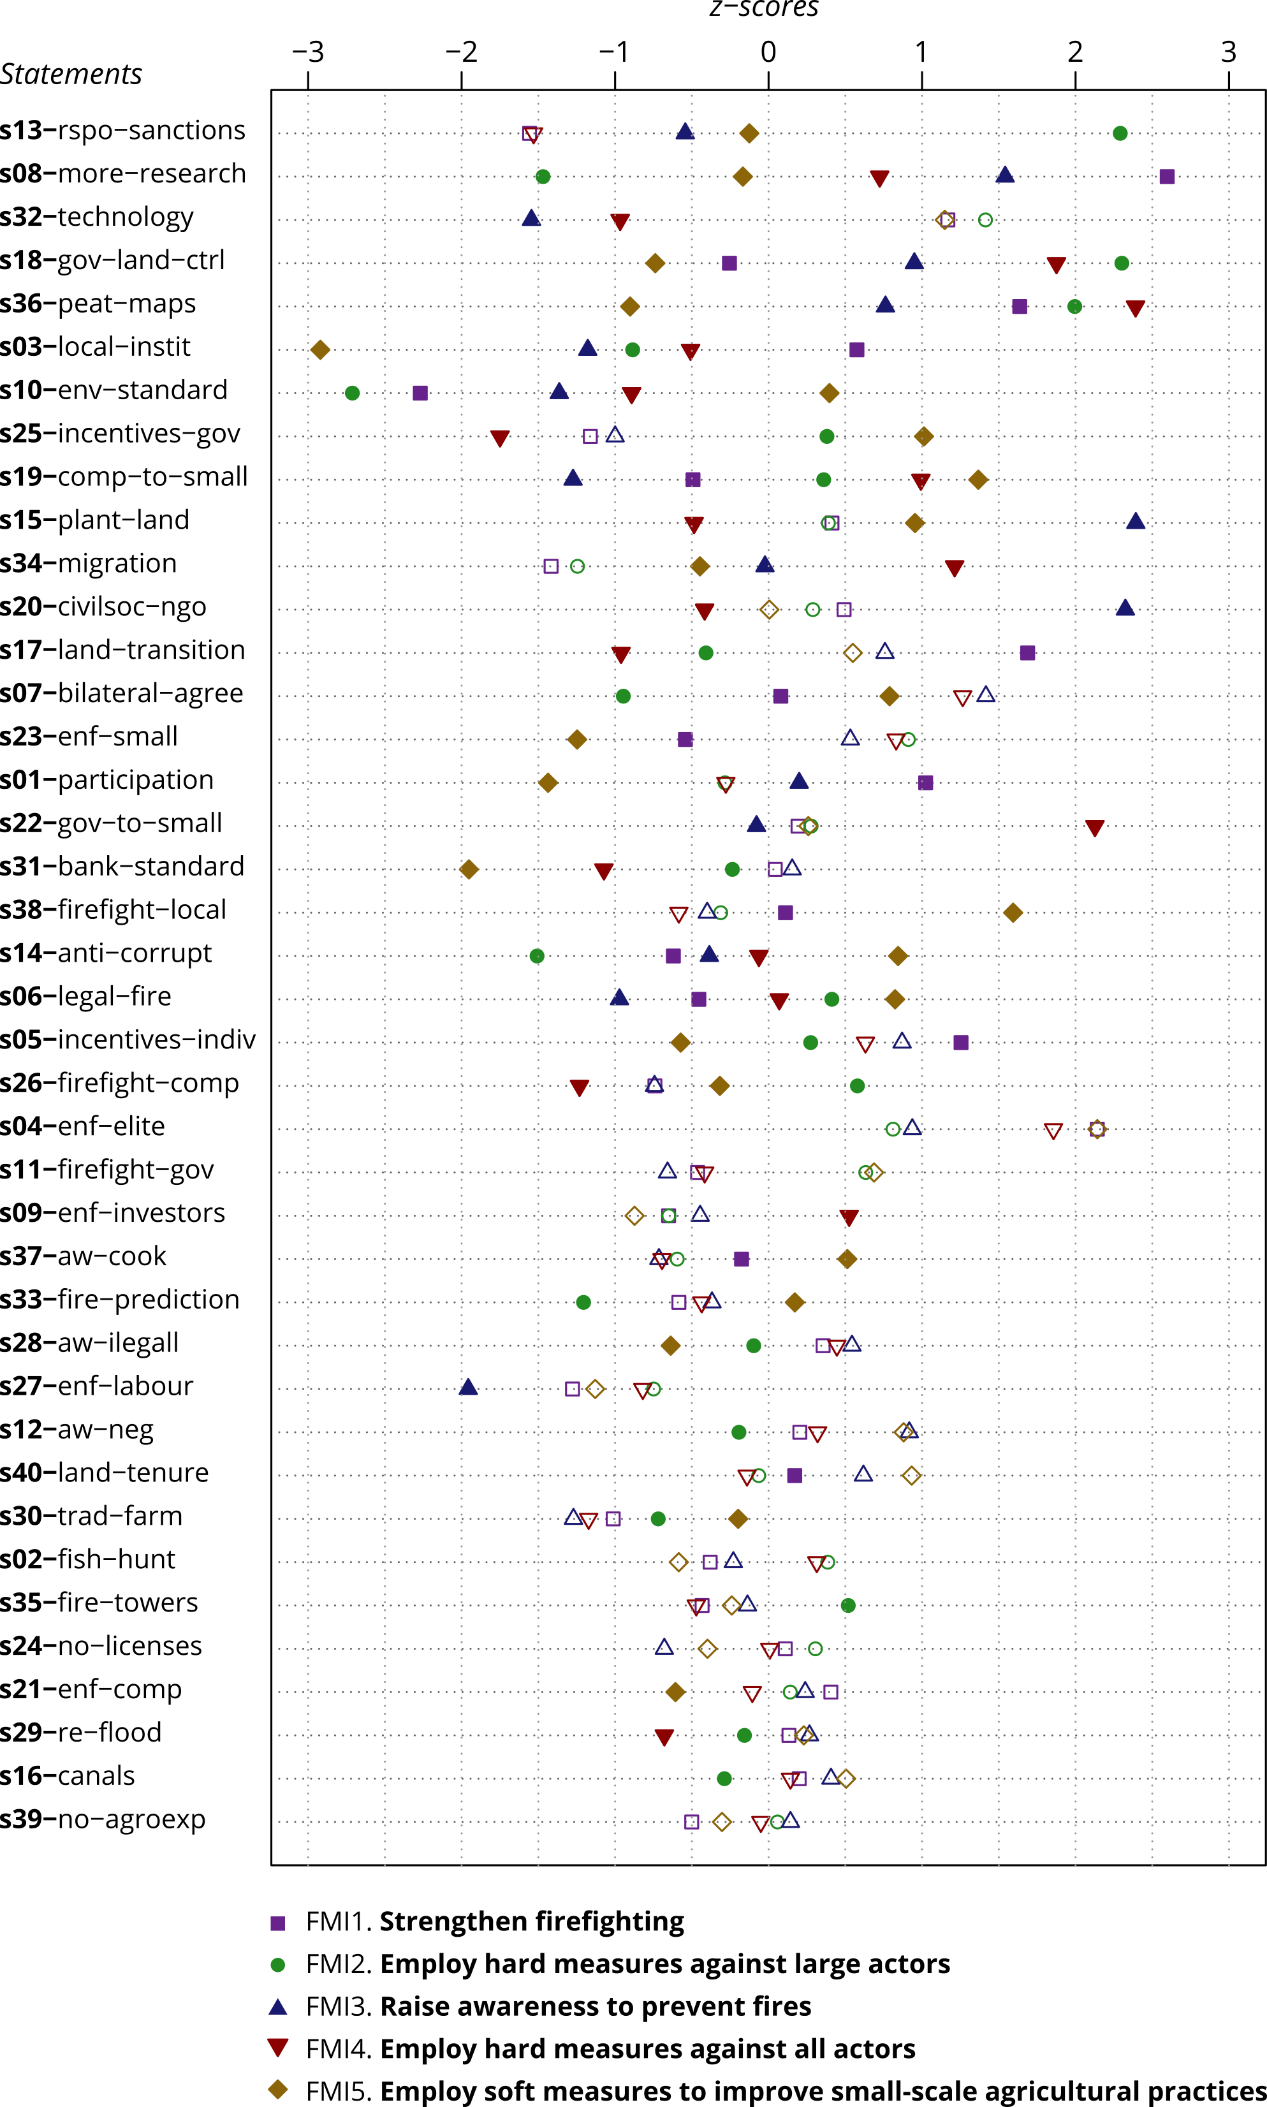 z−scores
−3 −2 −1 0 1 2 3
Statements
s13−rspo−sanctions
s08−more−research
s32−technology
s18−gov−land−ctrl
s36−peat−maps
s03−local−instit
s10−env−standard
s25−incentives−gov
s19−comp−to−small
s15−plant−land
s34−migration
s20−civilsoc−ngo
s17−land−transition
s07−bilateral−agree
s23−enf−small
s01−participation
s22−gov−to−small
s31−bank−standard
s38−firefight−local
s14−anti−corrupt
s06−legal−fire
s05−incentives−indiv
s26−firefight−comp
s04−enf−elite
s11−firefight−gov
s09−enf−investors
s37−aw−cook
s33−fire−prediction
s28−aw−ilegall
s27−enf−labour
s12−aw−neg
s40−land−tenure
s30−trad−farm
s02−fish−hunt
s35−fire−towers
s24−no−licenses
s21−enf−comp
s29−re−flood
s16−canals
s39−no−agroexp
FMI1. Strengthen firefighting
FMI2. Employ hard measures against large actors
FMI3. Raise awareness to prevent fires
FMI4. Employ hard measures against all actors
FMI5. Employ soft measures to improve small-scale agricultural practices